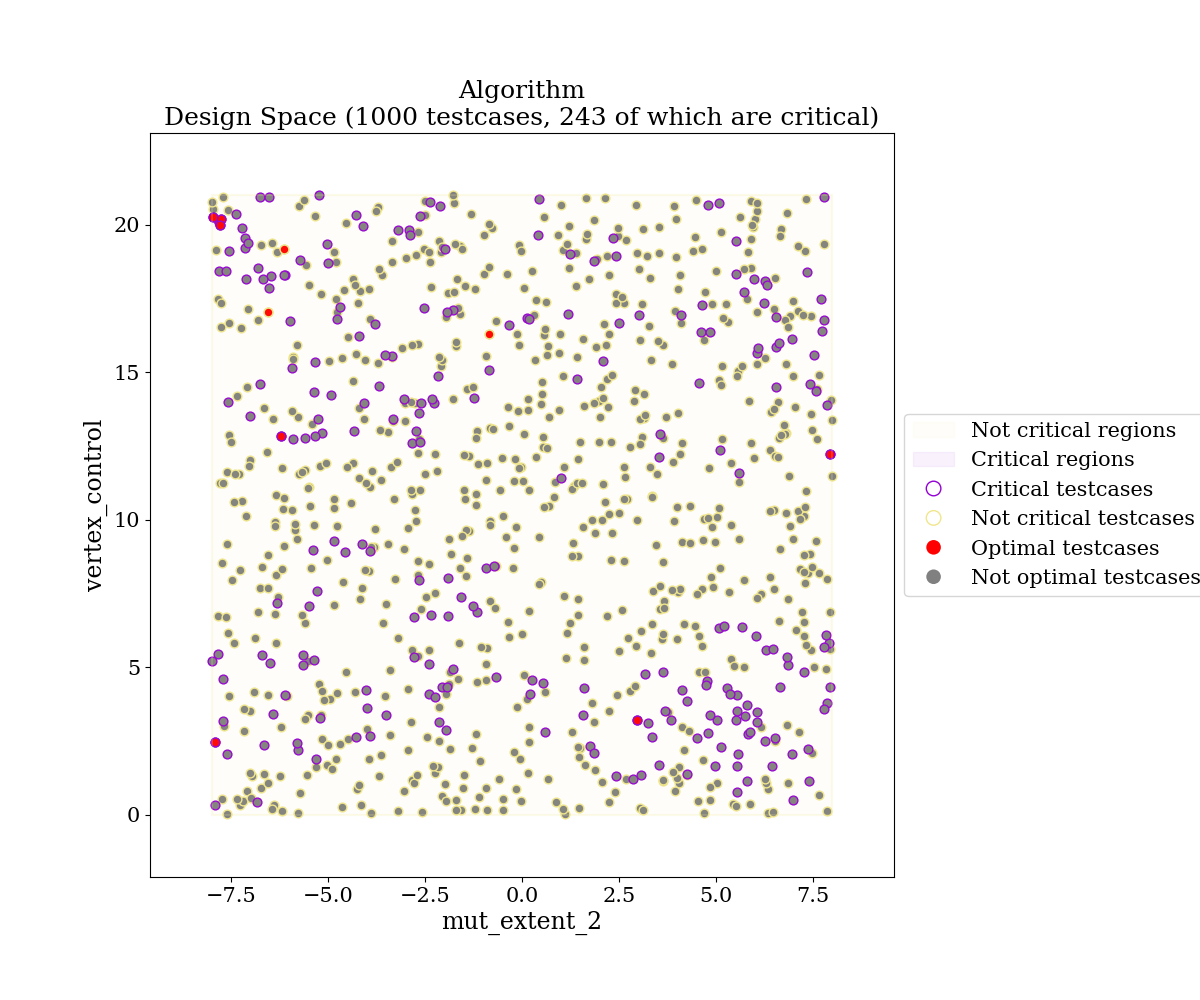 Algorithm
Design Space (1000 testcases, 243 of which are critical)
20
15
10
5
0
vertex_control
−7.5
−5.0
−2.5
0.0
2.5
5.0
7.5
mut_extent_2
Not critical regions
Critical regions
Critical testcases
Not critical testcases
Optimal testcases
Not optimal testcases